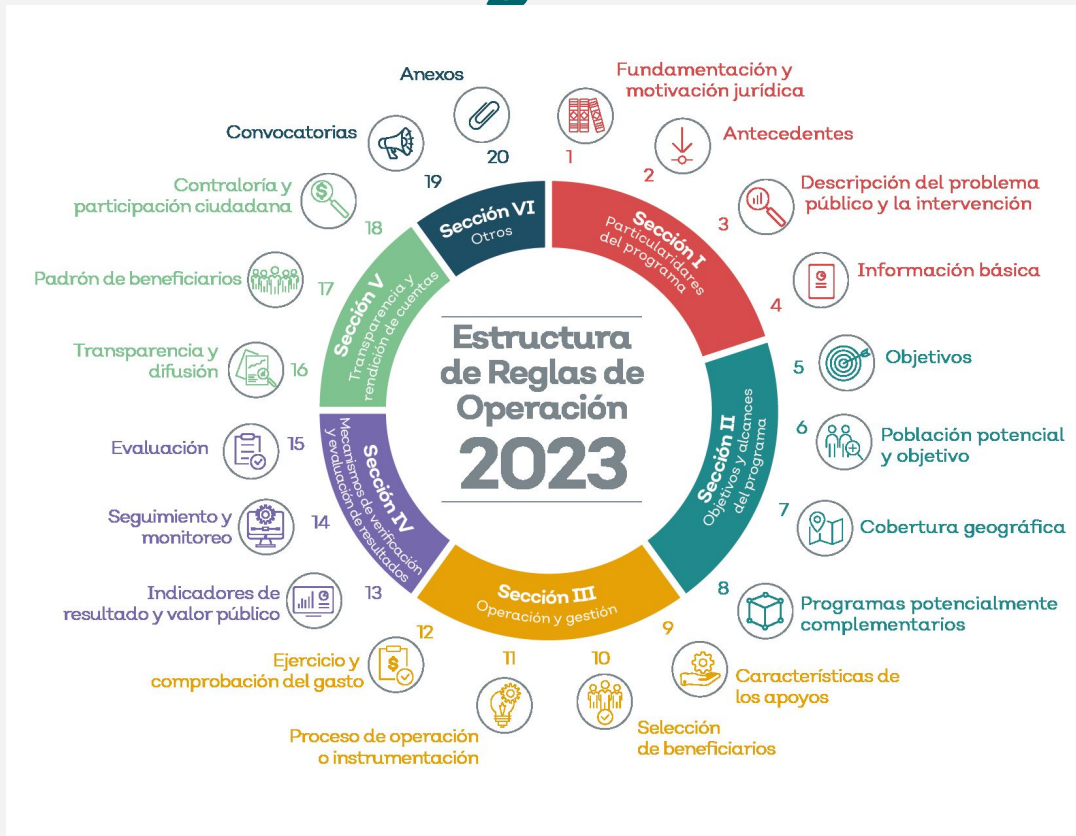 Estructura
de Reglas de
Operación
2023
Sección I
Particularidares
del programa
1
Fundamentación y
motivación jurídica
2
Antecedentes
3
Descripción del problema
público y la intervención
4
Información básica
Sección II
Objetivos y alcances
del programa
5
Objetivos
6
Población potencial
y objetivo
7
Cobertura geográfica
8
Programas potencialmente
complementarios
Sección III
Operación y gestión
9
Características de
los apoyos
10
Selección
de beneficiarios
11
Proceso de operación
o instrumentación
12
Ejercicio y
comprobación del gasto
Sección IV
Mecanismos de verificación
y evaluación de resultados
13
Indicadores de
resultado y valor público
14
Seguimiento y
monitoreo
15
Evaluación
Sección V
Transparencia y
rendición de cuentas
16
Transparencia y
difusión
17
Padrón de beneficiarios
18
Contraloría y
participación ciudadana
Sección VI
Otros
19
Convocatorias
20
Anexos